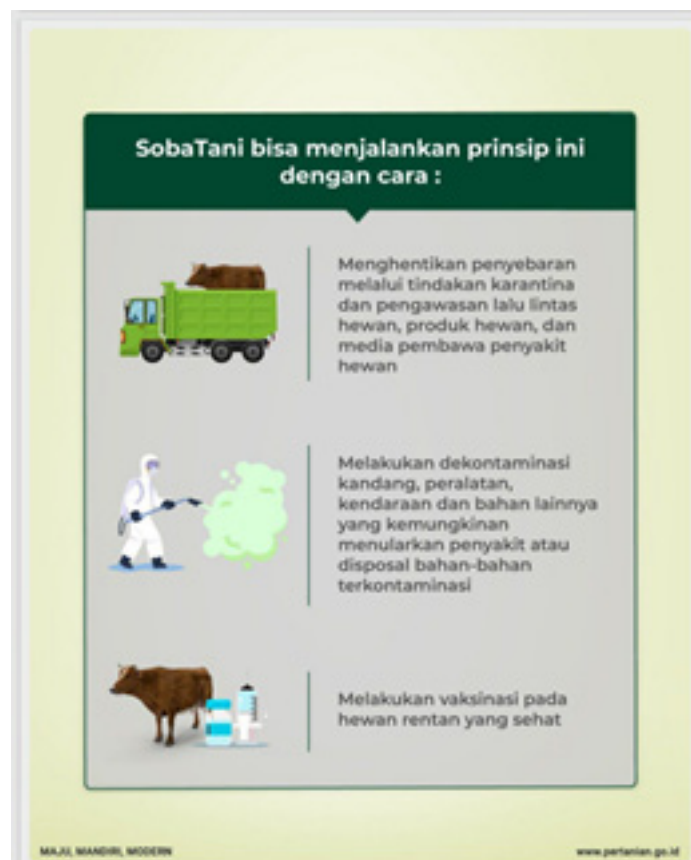 SobaTani bisa menjalankan prinsip ini
dengan cara :
Menghentikan penyebaran
melalui tindakan karantina
dan pengawasan lalu lintas
hewan, produk hewan, dan
media pembawa penyakit
hewan
Melakukan dekontaminasi
kandang, peralatan,
kendaraan dan bahan lainnya
yang kemungkinan
menularkan penyakit atau
disposal bahan-bahan
terkontaminasi
Melakukan vaksinasi pada
hewan rentan yang sehat
MAJU, MANDIRI, MODERN
www.pertanian.go.id